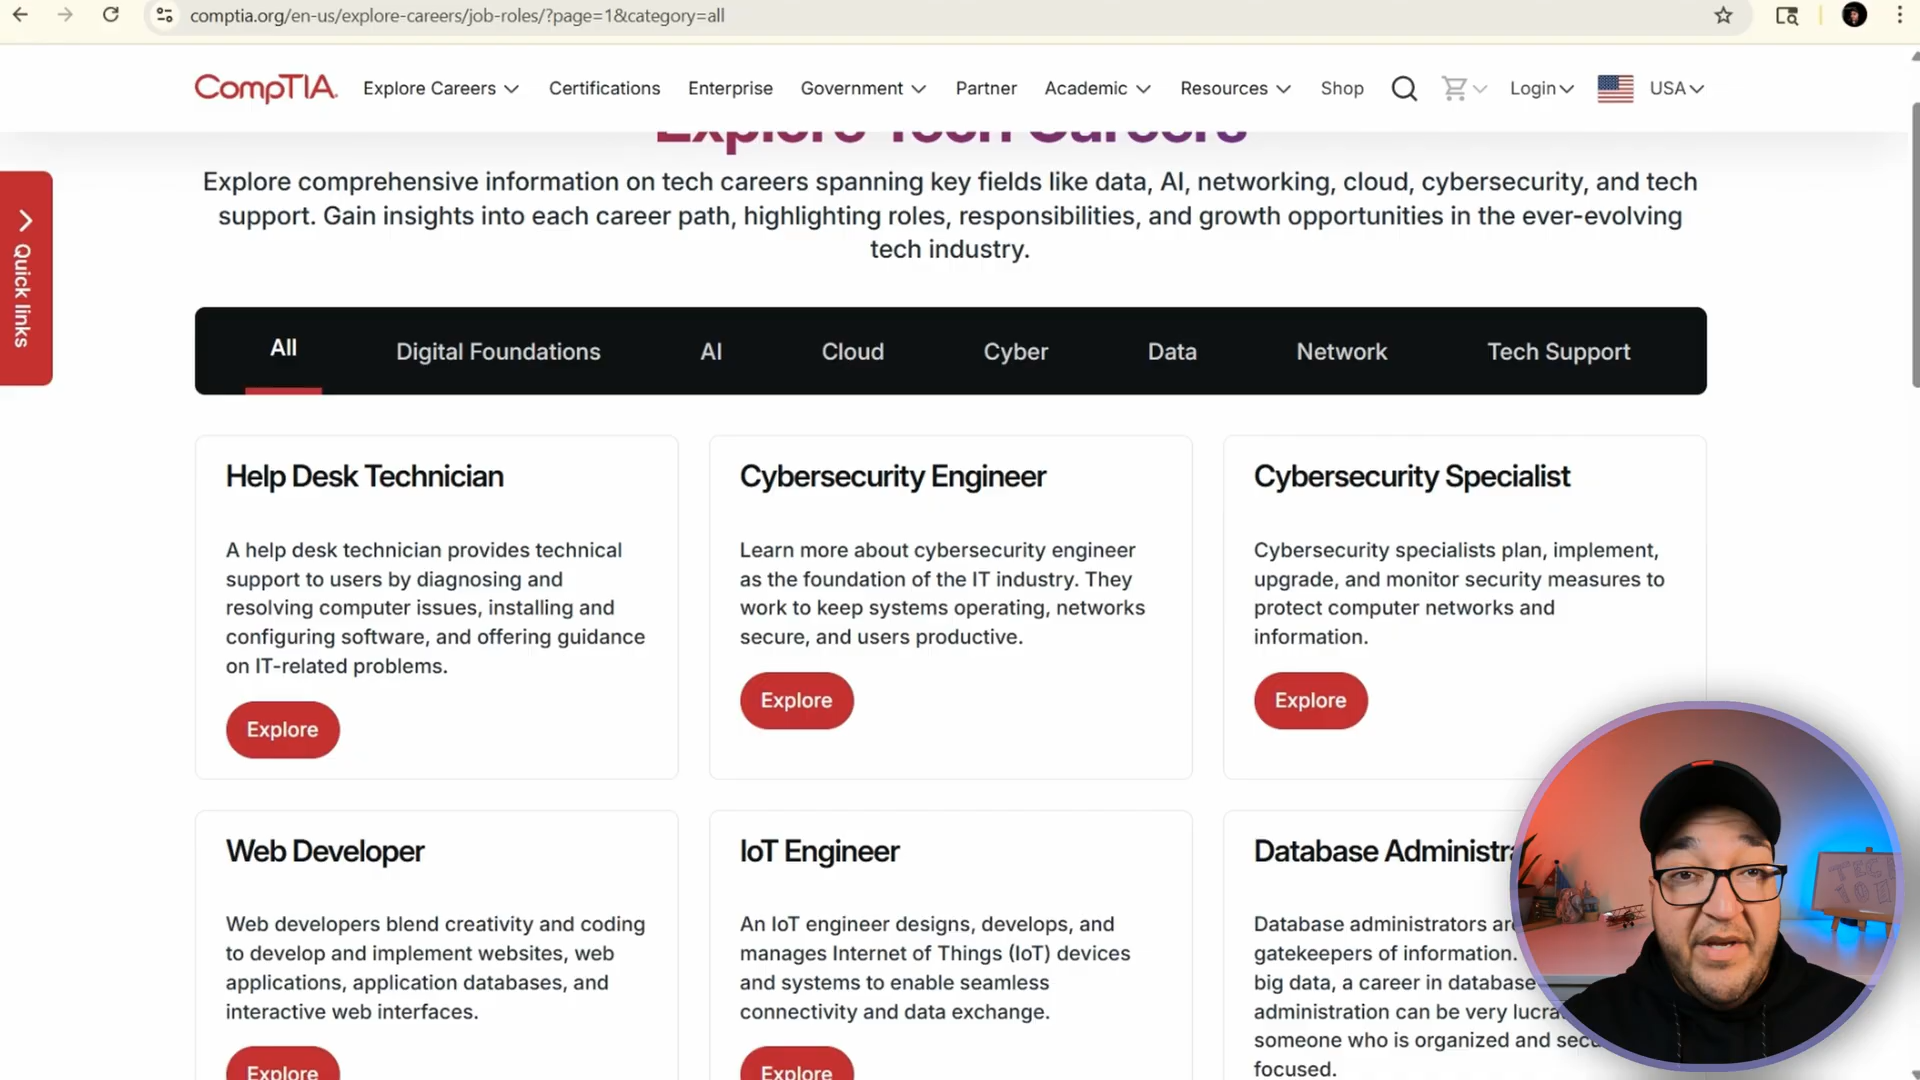 comptia.org/en-us/explore-careers/job-roles/?page=1&category=all
CompTIA.
Explore Careers
Certifications
Enterprise
Government
Partner
Academic
Resources
Shop
Login
USA
Explore Tech Careers
Explore comprehensive information on tech careers spanning key fields like data, AI, networking, cloud, cybersecurity, and tech
support. Gain insights into each career path, highlighting roles, responsibilities, and growth opportunities in the ever-evolving
tech industry.
Quick links
All
Digital Foundations
AI
Cloud
Cyber
Data
Network
Tech Support
Help Desk Technician
A help desk technician provides technical
support to users by diagnosing and
resolving computer issues, installing and
configuring software, and offering guidance
on IT-related problems.
Explore
Cybersecurity Engineer
Learn more about cybersecurity engineer
as the foundation of the IT industry. They
work to keep systems operating, networks
secure, and users productive.
Explore
Cybersecurity Specialist
Cybersecurity specialists plan, implement,
upgrade, and monitor security measures to
protect computer networks and
information.
Explore
Web Developer
Web developers blend creativity and coding
to develop and implement websites, web
applications, application databases, and
interactive web interfaces.
Explore
IoT Engineer
An IoT engineer designs, develops, and
manages Internet of Things (IoT) devices
and systems to enable seamless
connectivity and data exchange.
Explore
Database Administra
Database administrators are
gatekeepers of information.
big data, a career in database
administration can be very lucra
someone who is organized and secu
focused.
TECH